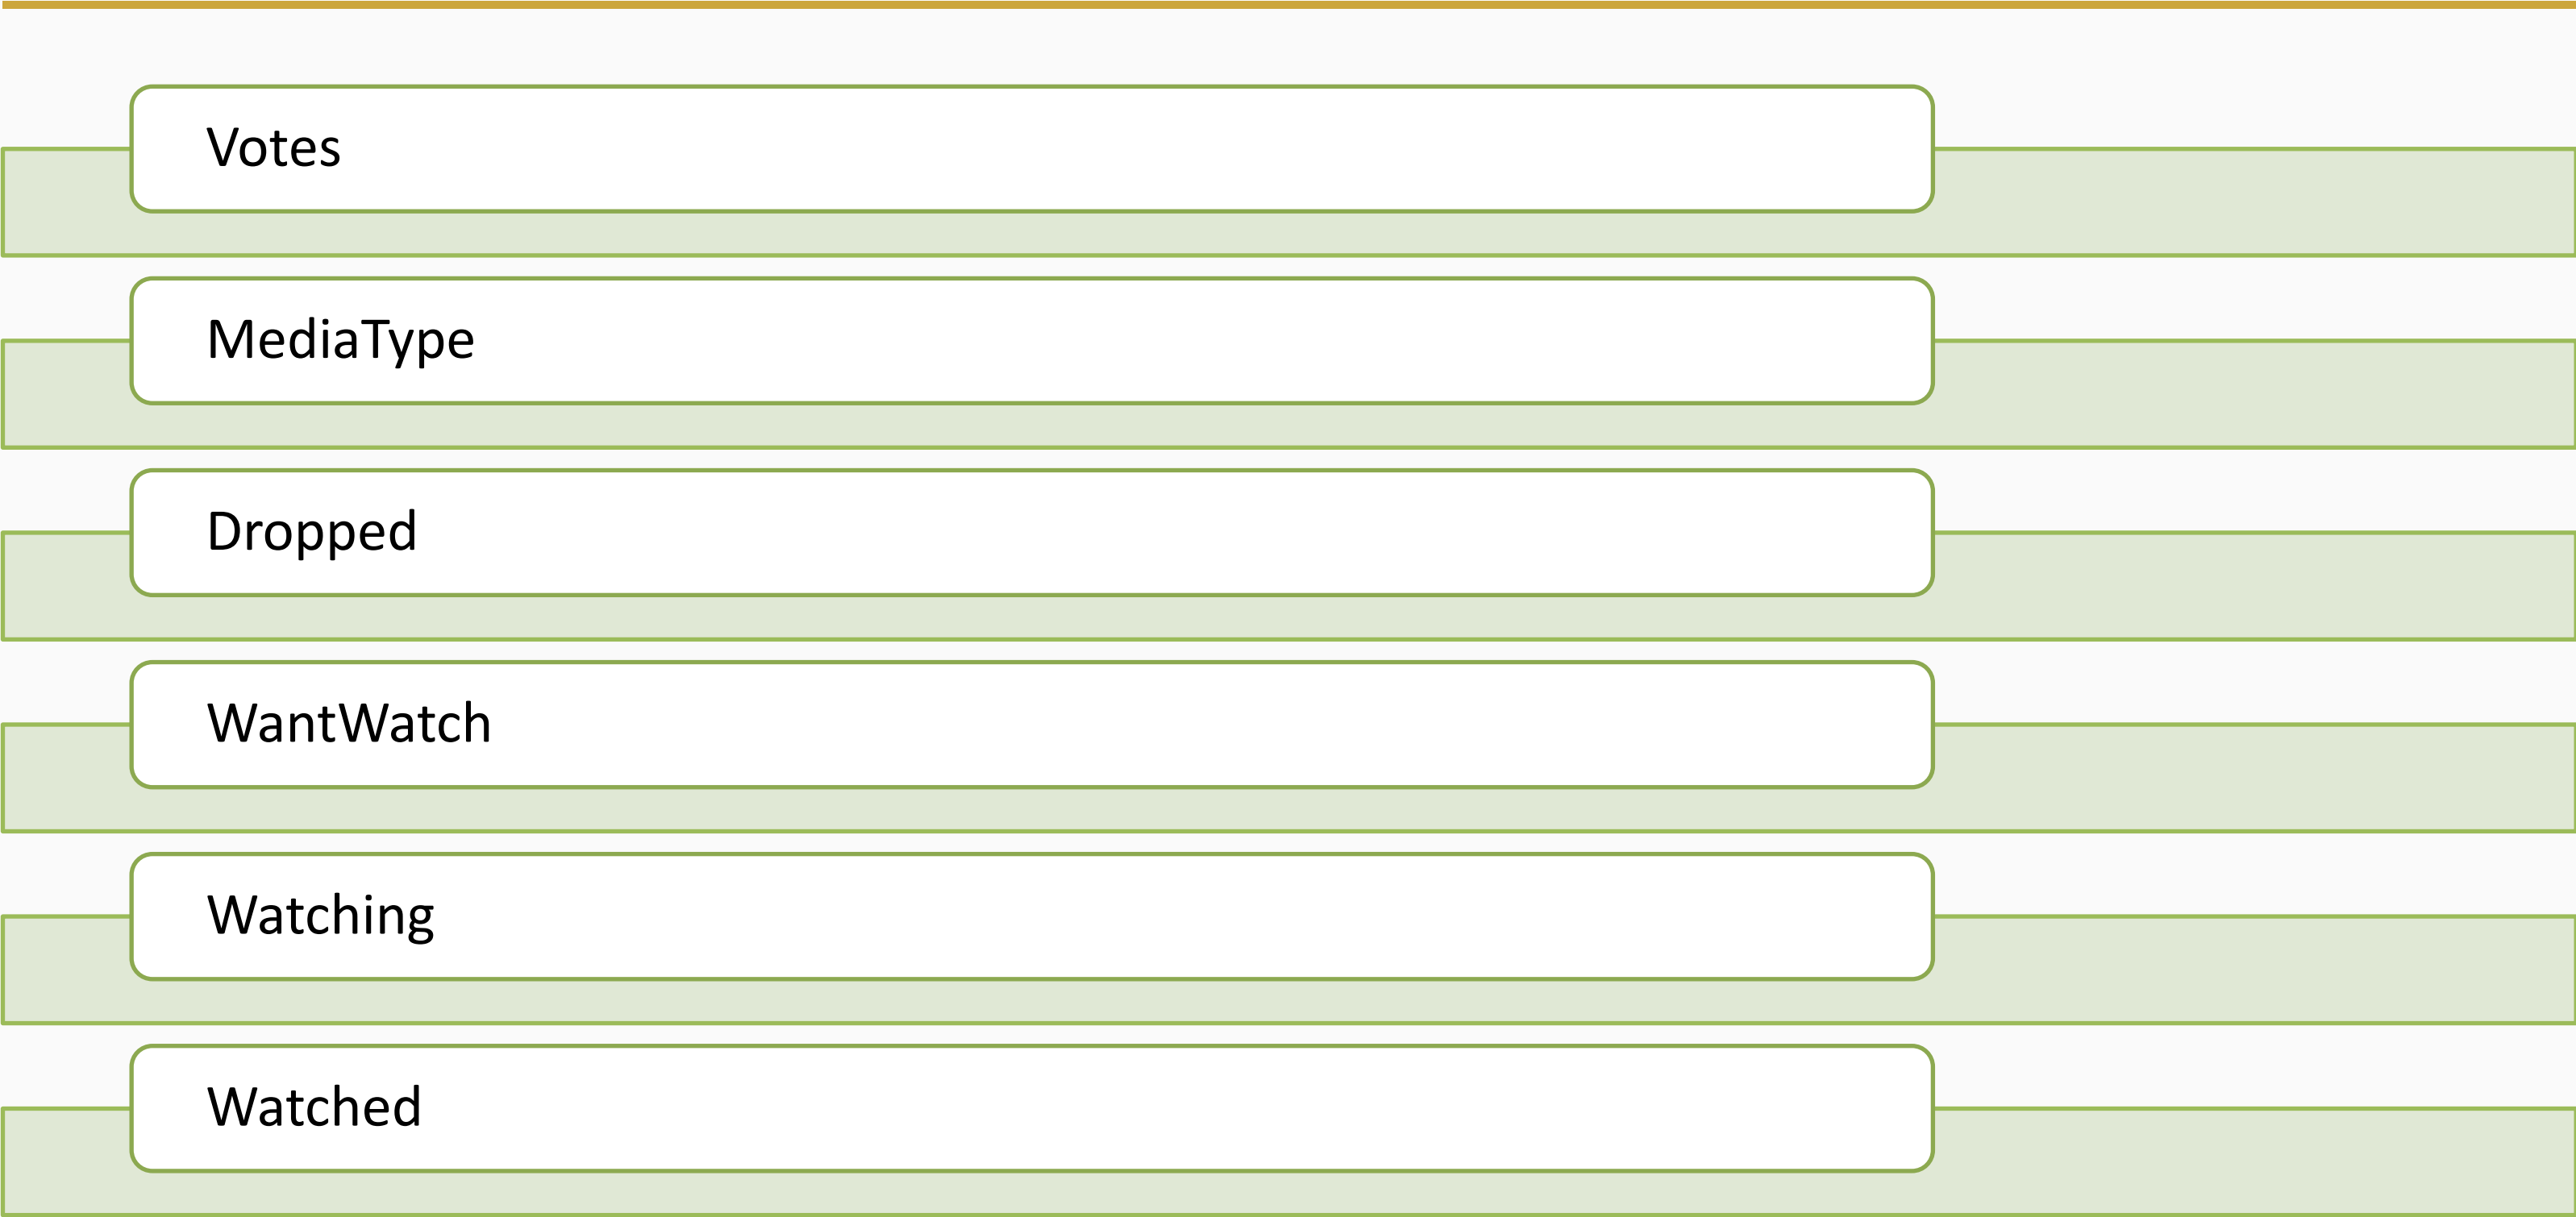 Votes
MediaType
Dropped
WantWatch
Watching
Watched